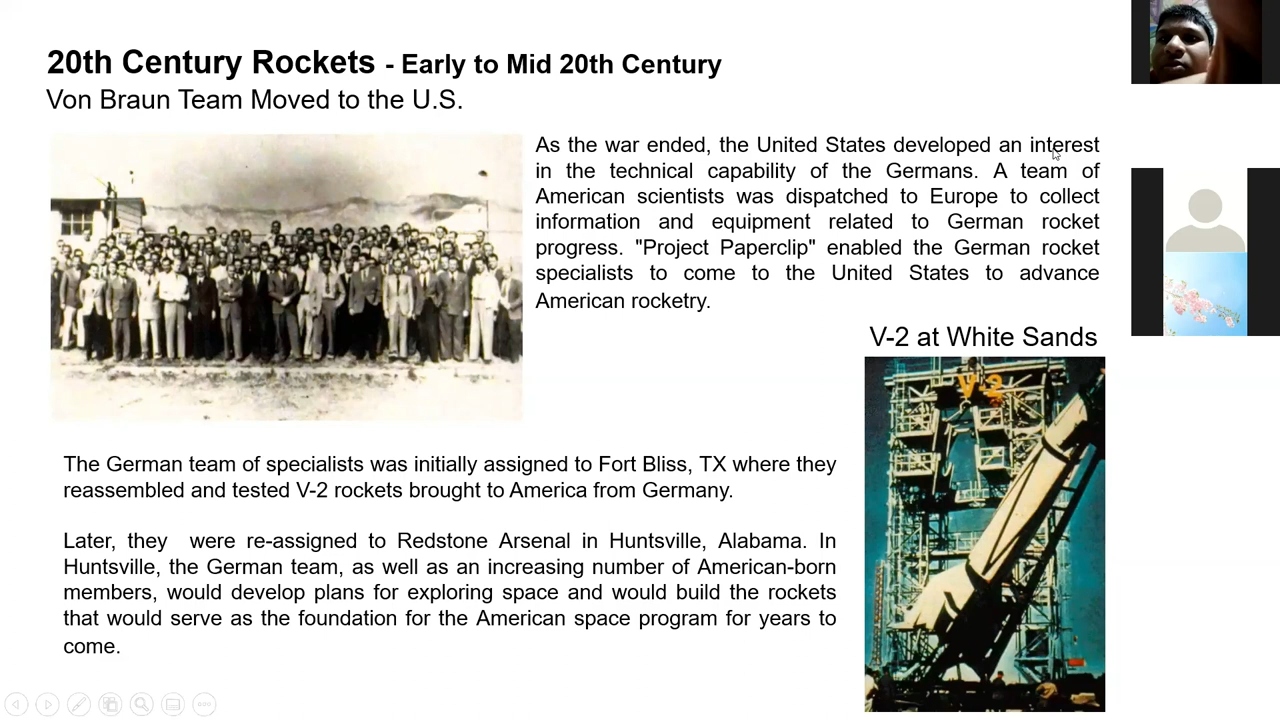 20th Century Rockets - Early to Mid 20th Century
Von Braun Team Moved to the U.S.
As the war ended, the United States developed an interest
in the technical capability of the Germans. A team of
American scientists was dispatched to Europe to collect
information and equipment related to German rocket
progress. "Project Paperclip" enabled the German rocket
specialists to come to the United States to advance
American rocketry.
V-2 at White Sands
V-2
The German team of specialists was initially assigned to Fort Bliss, TX where they
reassembled and tested V-2 rockets brought to America from Germany.
Later, they were re-assigned to Redstone Arsenal in Huntsville, Alabama. In
Huntsville, the German team, as well as an increasing number of American-born
members, would develop plans for exploring space and would build the rockets
that would serve as the foundation for the American space program for years to
come.